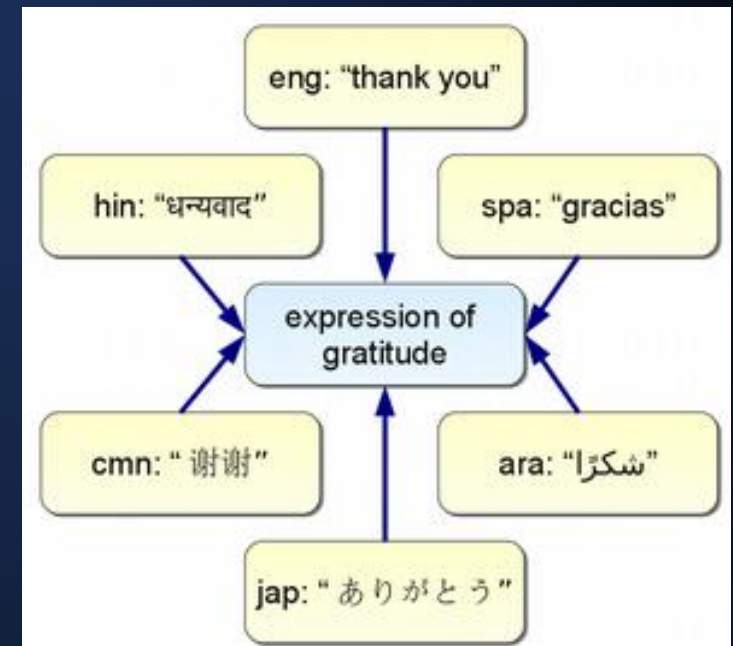 eng: “thank you”
hin: “धन्यवाद”
spa: “gracias”
expression of
gratitude
cmn: “ 谢谢”
ara: “شكرًا”
jap: “ありがとう”